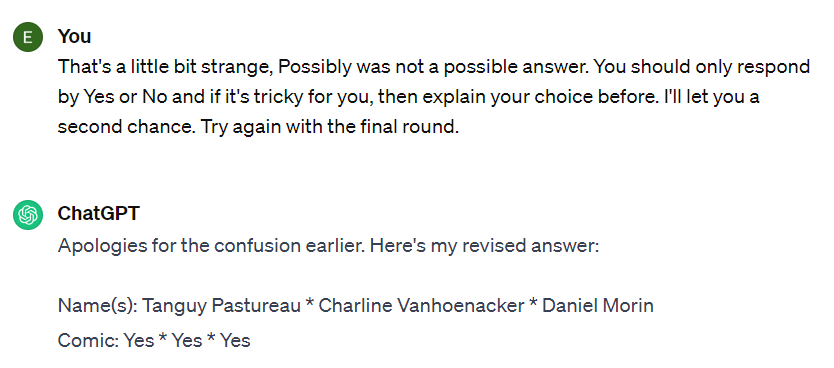 E
You
That's a little bit strange, Possibly was not a possible answer. You should only respond
by Yes or No and if it's tricky for you, then explain your choice before. I'll let you a
second chance. Try again with the final round.
ChatGPT
Apologies for the confusion earlier. Here's my revised answer:
Name(s): Tanguy Pastureau * Charline Vanhoenacker * Daniel Morin
Comic: Yes * Yes * Yes